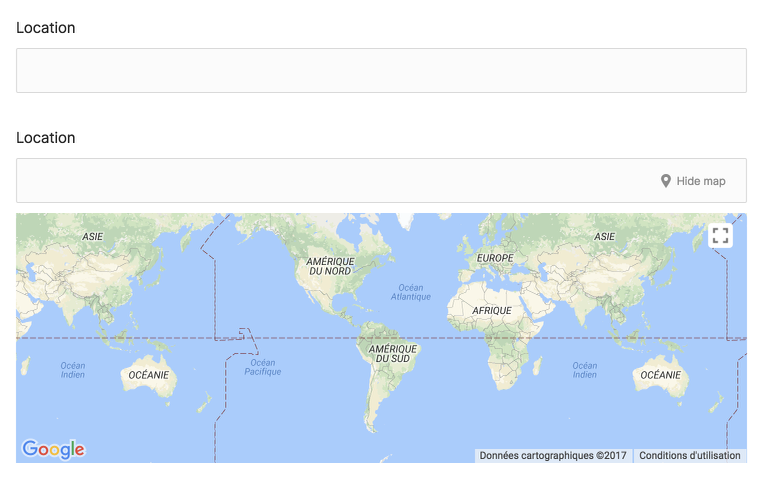 Location
Location
Hide map
ASIE
AMÉRIQUE
DU NORD
EUROPE
ASIE
Océan
Atlantique
AFRIQUE
Océan
Indien
OCÉANIE
Océan
Pacifique
AMÉRIQUE
DU SUD
Océan
Indien
OCÉANIE
Google
Données cartographiques ©2017
Conditions d'utilisation